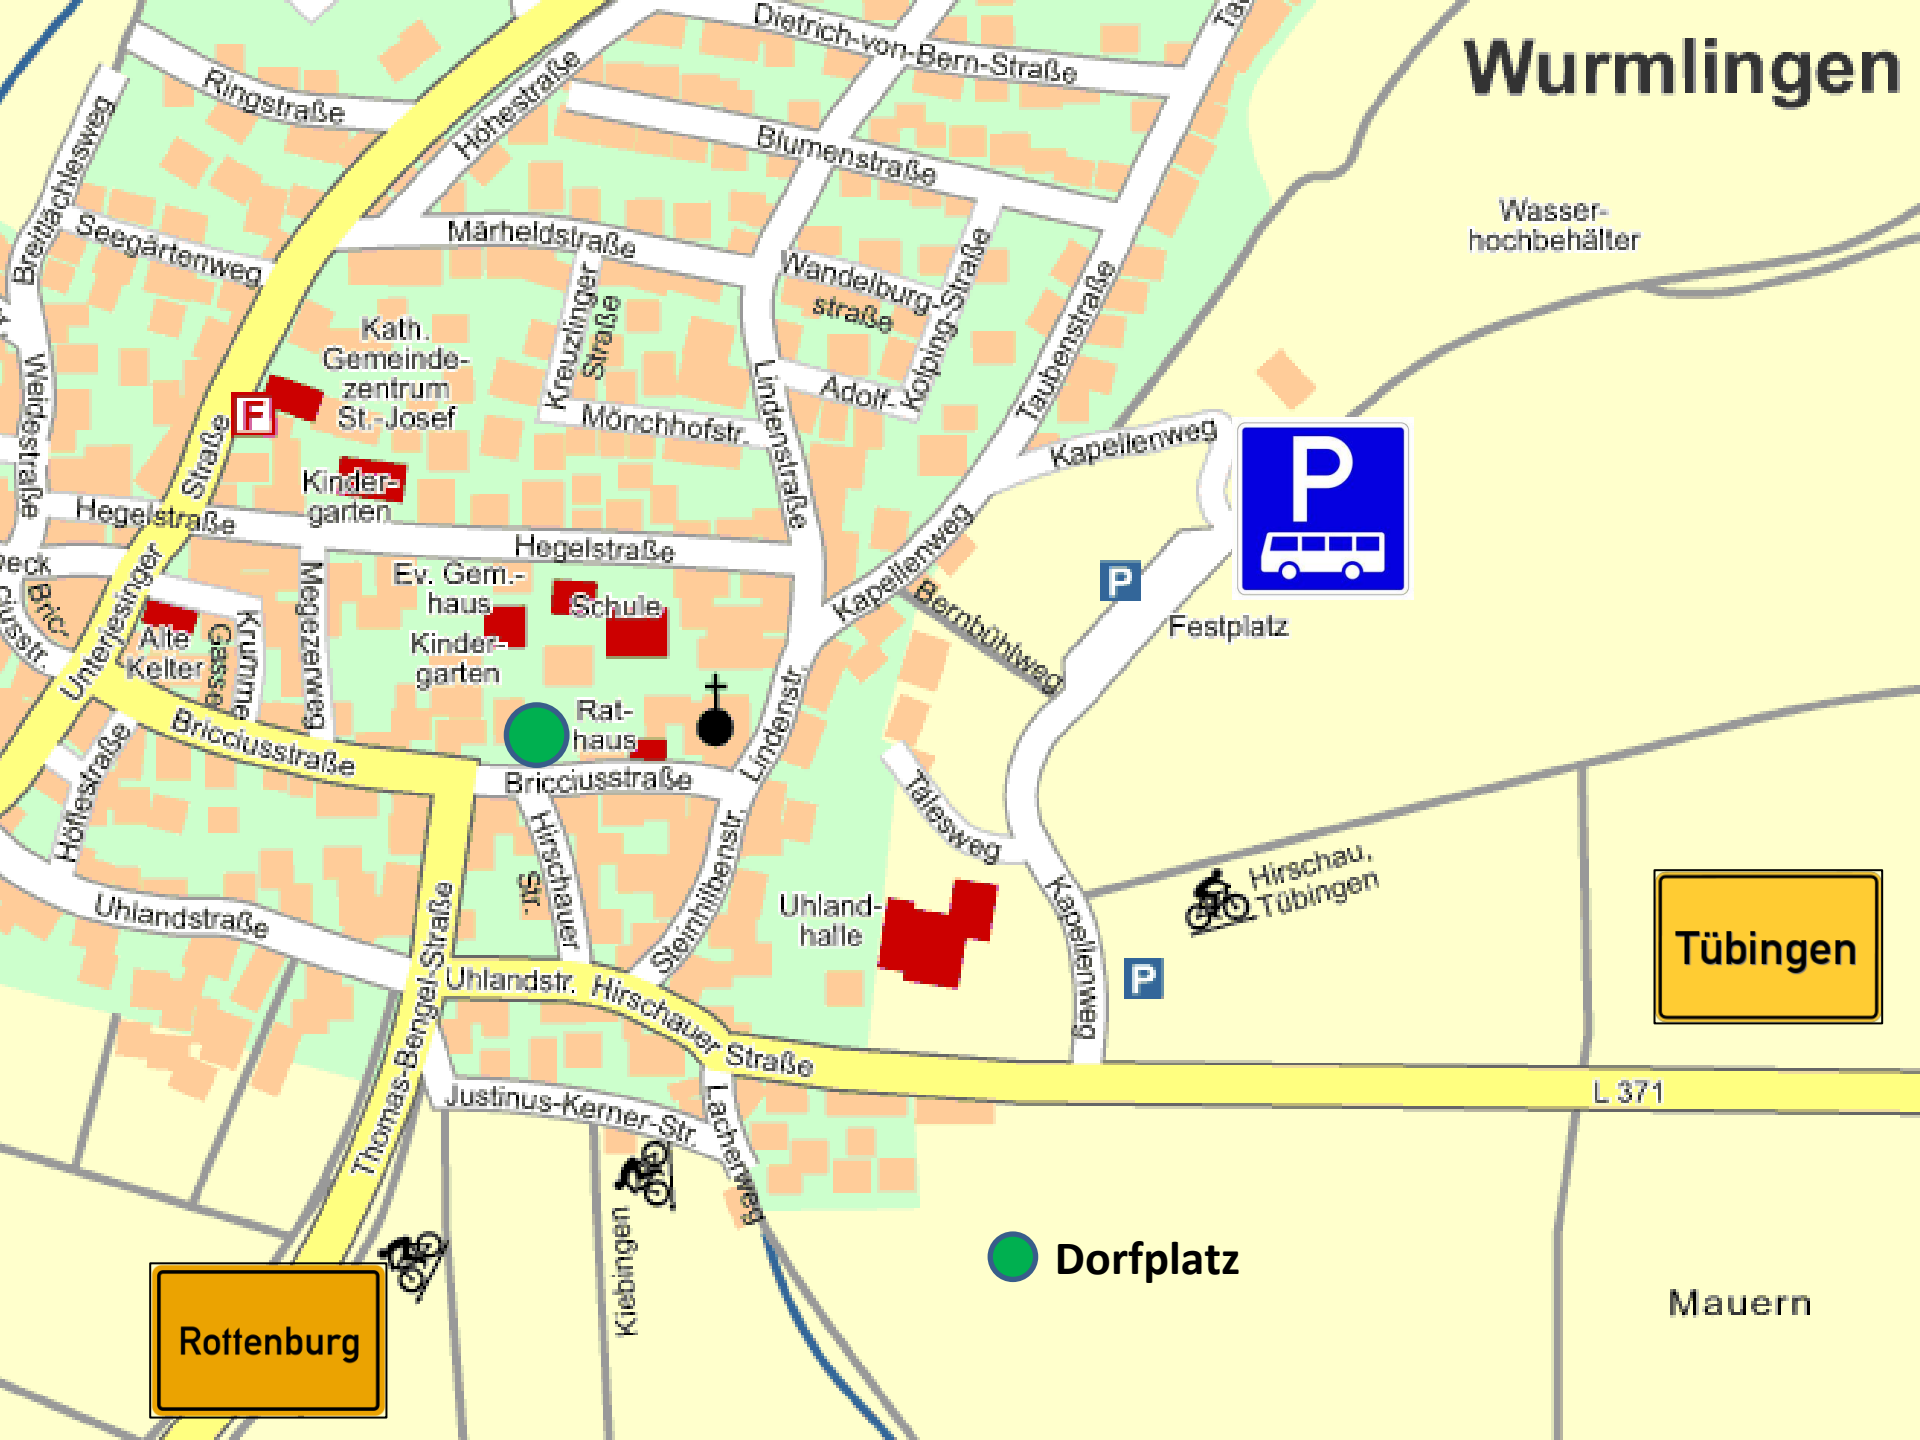 Wurmlingen
Dietrich-von-Bern-Straße
Ringstraße
Höhestraße
Blumenstraße
Breitlächlesweg
Seegärtenweg
Märheldstraße
Wandelburg-
straße
Adolf-
Kolping-Straße
Taubenstraße
Wasser-
hochbehälter
Kreuzlinger
Straße
Mönchhofstr.
Lindenstraße
Kath.
Gemeinde-
zentrum
St.-Josef
F
Weidestraße
Kinder-
garten
Kapellenweg
P
Hegelstraße
Hegelstraße
Unterjesinger
Straße
Ev. Gem.-
haus
Kinder-
garten
Schule
Kapellenweg
Bernbühlweg
P
Festplatz
Megezerweg
Alte
Kelter
Krumme
Gasse
Rat-
haus
Lindenstr.
Bricciusstraße
Bricciusstraße
Höflestraße
Hirschauer
Str.
Steinhilbenstr.
Tälesweg
Uhlandstraße
Uhland-
halle
Kapellenweg
Hirschau,
Tübingen
P
Tübingen
Thomas-Bengel-Straße
Uhlandstr.
Hirschauer Straße
L 371
Justinus-Kerner-Str.
Lachenweg
Kiebingen
Dorfplatz
Mauern
Rottenburg